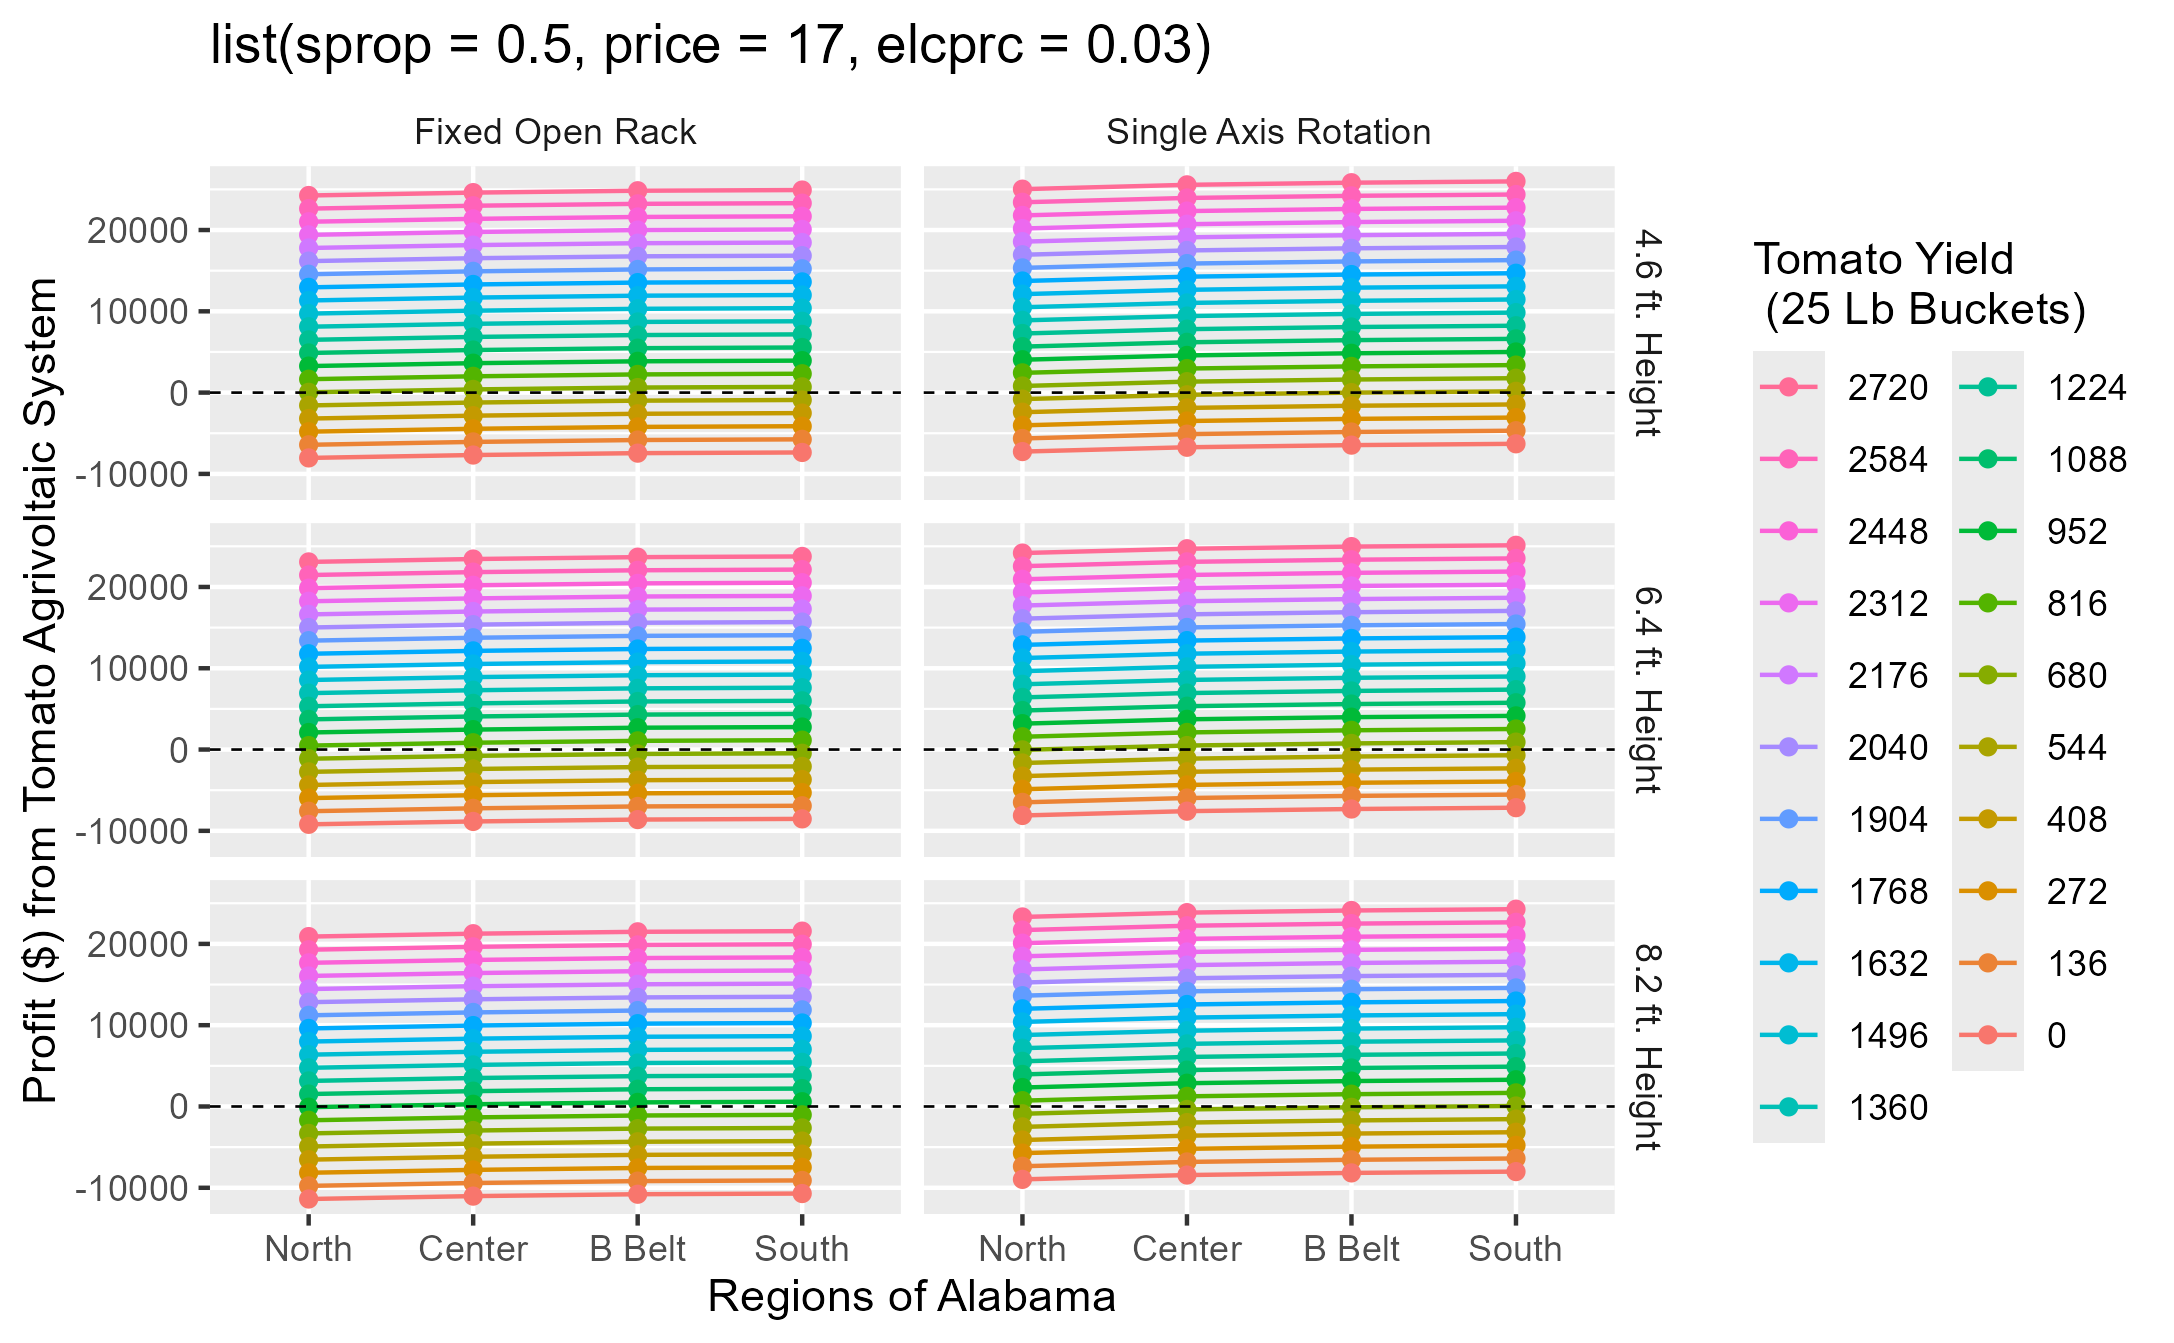 list(sprop = 0.5, price = 17, elcprc = 0.03)
Fixed Open Rack
Single Axis Rotation
Profit ($) from Tomato Agrivoltaic System
20000
10000
0
-10000
4.6 ft. Height
20000
10000
0
-10000
6.4 ft. Height
20000
10000
0
-10000
8.2 ft. Height
North
Center
B Belt
South
North
Center
B Belt
South
Regions of Alabama
Tomato Yield
(25 Lb Buckets)
2720
2584
2448
2312
2176
2040
1904
1768
1632
1496
1360
1224
1088
952
816
680
544
408
272
136
0